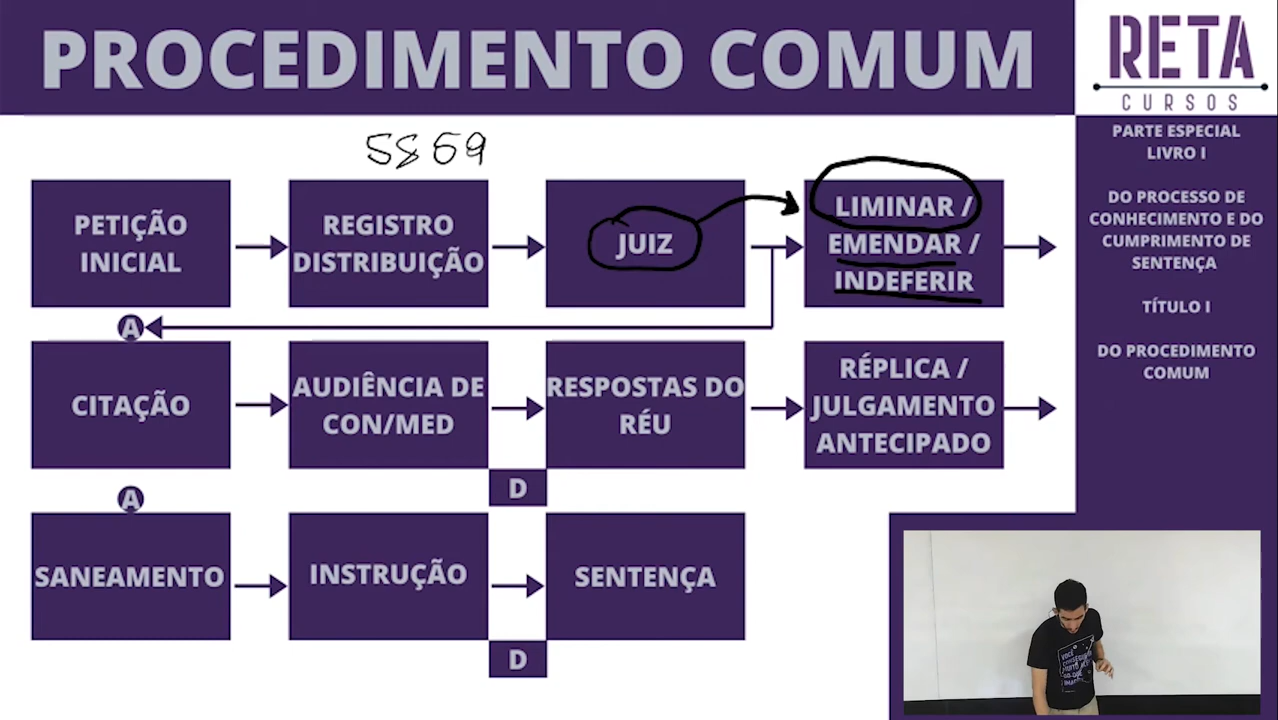 PROCEDIMENTO COMUM
RETA
CURSOS
PARTE ESPECIAL
LIVRO I
DO PROCESSO DE
CONHECIMENTO E DO
CUMPRIMENTO DE
SENTENÇA
TÍTULO I
DO PROCEDIMENTO
COMUM
PETIÇÃO
INICIAL
REGISTRO
DISTRIBUIÇÃO
JUIZ
LIMINAR /
EMENDAR /
INDEFERIR
A
CITAÇÃO
AUDIÊNCIA DE
CON/MED
D
RESPOSTAS DO
RÉU
RÉPLICA /
JULGAMENTO
ANTECIPADO
A
SANEAMENTO
INSTRUÇÃO
D
SENTENÇA
VOCÊ